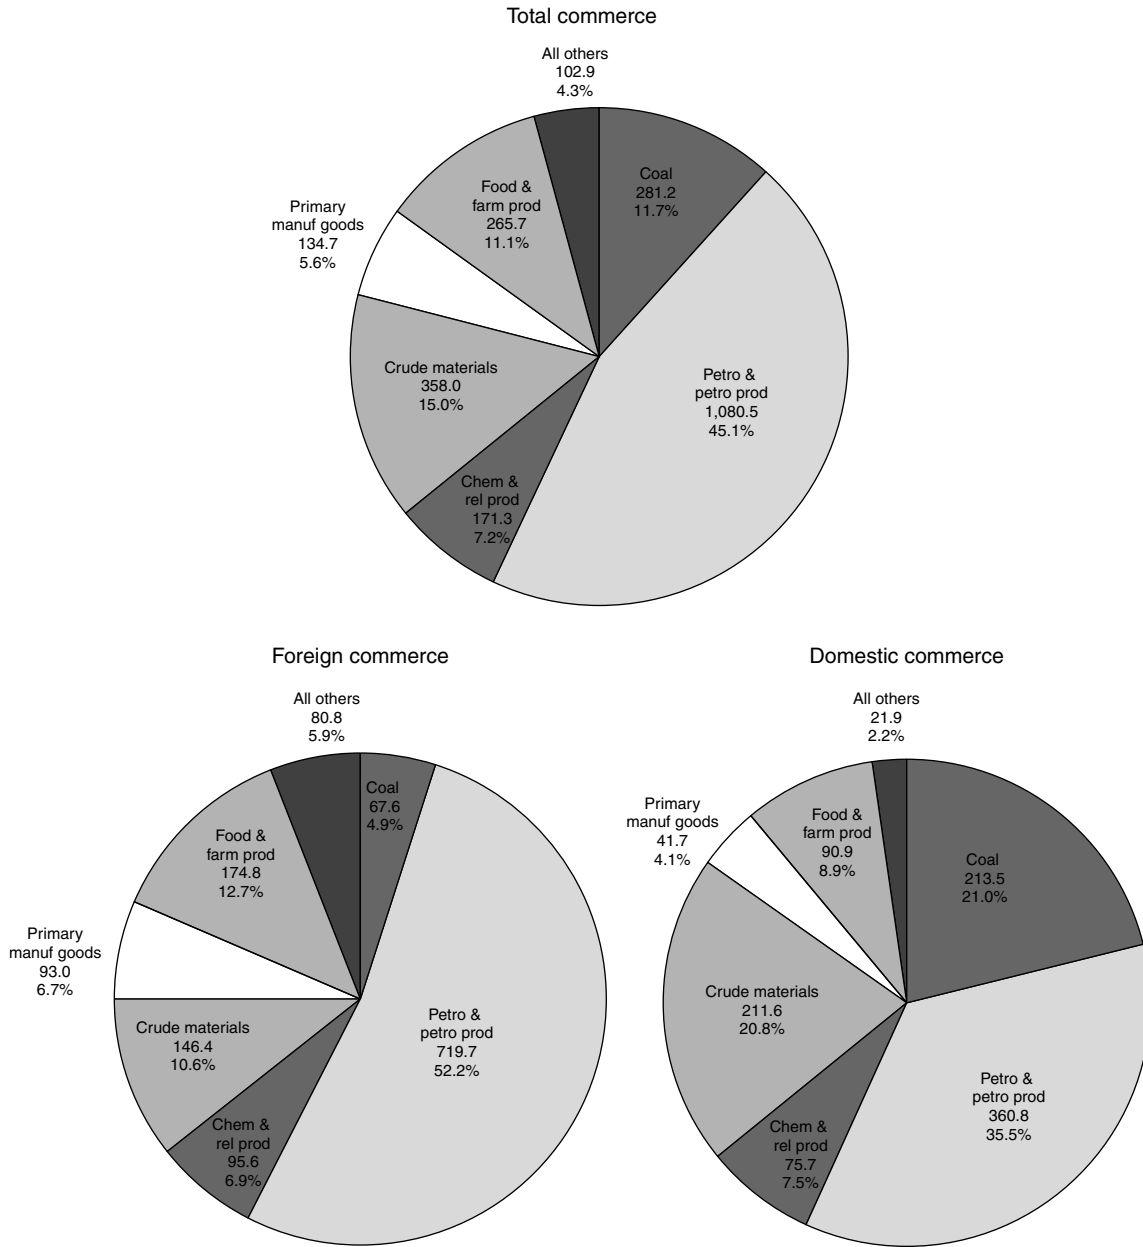 Total commerce
All others
102.9
4.3%
Coal
281.2
11.7%
Food &
farm prod
265.7
11.1%
Primary
manuf goods
134.7
5.6%
Crude materials
358.0
15.0%
Petro &
petro prod
1,080.5
45.1%
Chem &
rel prod
171.3
7.2%
Foreign commerce
All others
80.8
5.9%
Coal
67.6
4.9%
Food &
farm prod
174.8
12.7%
Primary
manuf goods
93.0
6.7%
Crude materials
146.4
10.6%
Petro &
petro prod
719.7
52.2%
Chem &
rel prod
95.6
6.9%
Domestic commerce
All others
21.9
2.2%
Primary
manuf goods
41.7
4.1%
Food &
farm prod
90.9
8.9%
Coal
213.5
21.0%
Crude materials
211.6
20.8%
Petro &
petro prod
360.8
35.5%
Chem &
rel prod
75.7
7.5%